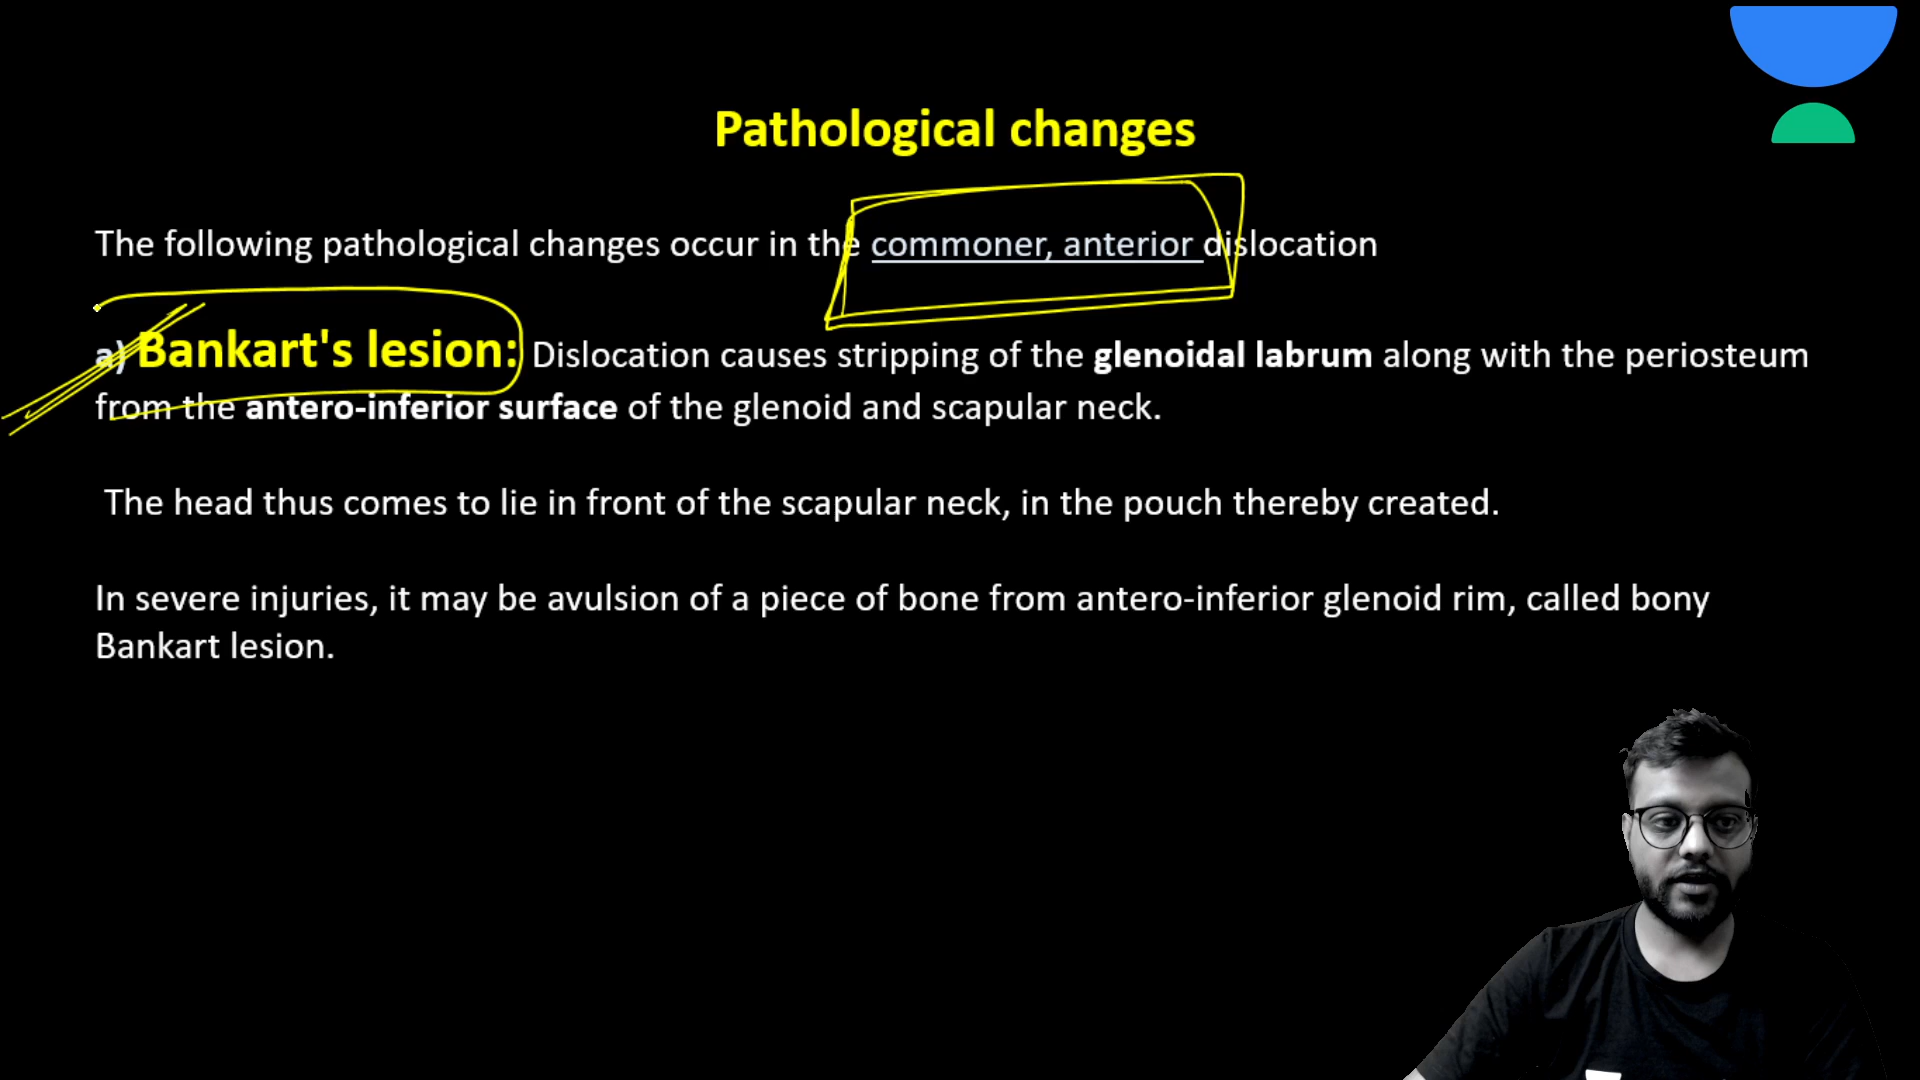 Pathological changes
The following pathological changes occur in the commoner, anterior dislocation
a) Bankart's lesion: Dislocation causes stripping of the glenoidal labrum along with the periosteum
from the antero-inferior surface of the glenoid and scapular neck.
The head thus comes to lie in front of the scapular neck, in the pouch thereby created.
In severe injuries, it may be avulsion of a piece of bone from antero-inferior glenoid rim, called bony
Bankart lesion.